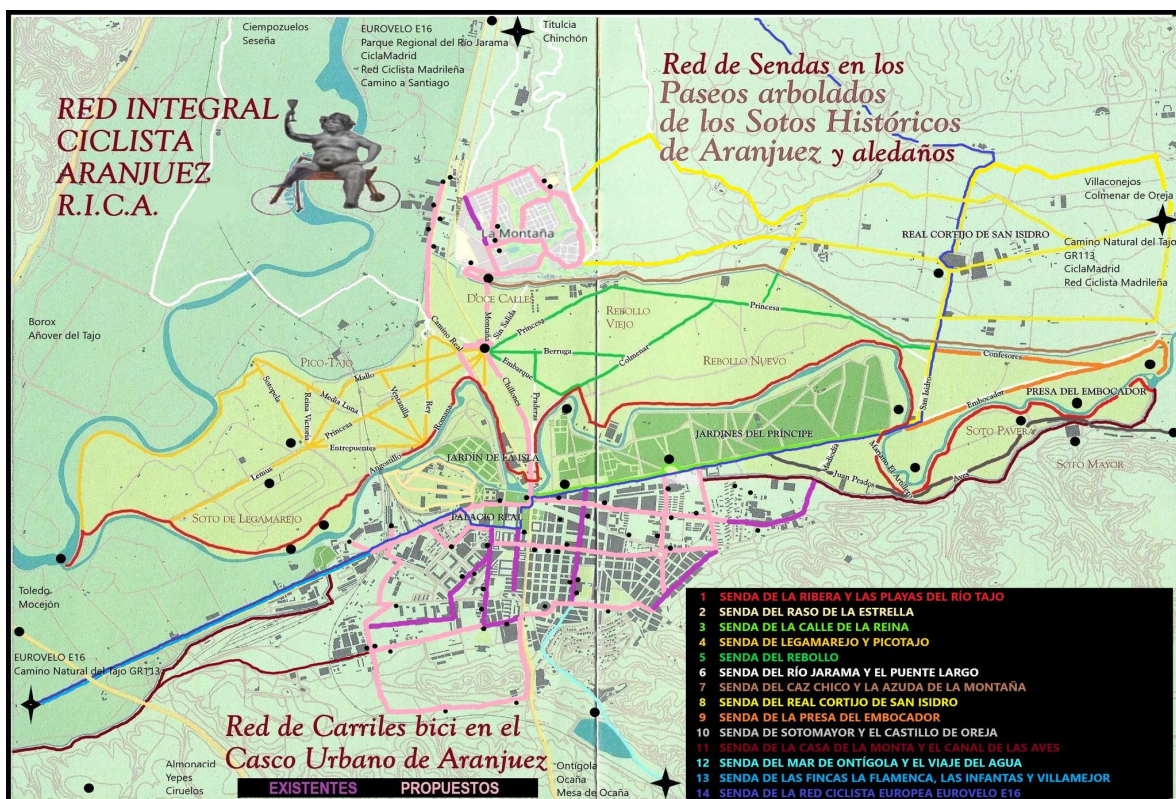 Ciempozuelos
Seseña
EUROVELO E16
Parque Regional del Río Jarama
CiclaMadrid
Red Ciclista Madrileña
Camino a Santiago
Titulcia
Chinchón
RED INTEGRAL
CICLISTA
ARANJUEZ
R.I.C.A.
Red de Sendas en los
Paseos arbolados
de los Sotos Históricos
de Aranjuez y aledaños
Villaconejos
Colmenar de Oreja
La Montaña
REAL CORTIJO DE SAN ISIDRO
Camino Natural del Tajo
GR113
CiclaMadrid
Red Ciclista Madrileña
Borox
Añover del Tajo
DOCE CALLES
Camino Real
Montaña
Sin Salida
Princesa
REBOLLO
VIEJO
Princesa
Berruga
Colmenar
Embarque
REBOLLO NUEVO
Confesores
PICO-TAJO
Sotopela
Reina Victoria
Media Luna
Mallo
Princesa
Ventanilla
Rey
Entrepuentes
Romana
Chillones
Praderas
San Isidro
Embocador
PRESA DEL EMBOCADOR
Lemus
Angostillo
JARDÍN DE LA ISLA
JARDINES DEL PRÍNCIPE
Mediodía
Juan Prados
Mariano El Arnillero
Aves
SOTO PAVERA
SOTO MAYOR
SOTO DE LEGAMAREJO
PALACIO REAL
Toledo
Mocejón
EUROVELO E16
Camino Natural del Tajo GR113
1 SENDA DE LA RIBERA Y LAS PLAYAS DEL RÍO TAJO
2 SENDA DEL RASO DE LA ESTRELLA
3 SENDA DE LA CALLE DE LA REINA
4 SENDA DE LEGAMAREJO Y PICOTAJO
5 SENDA DEL REBOLLO
6 SENDA DEL RÍO JARAMA Y EL PUENTE LARGO
7 SENDA DEL CAZ CHICO Y LA AZUDA DE LA MONTAÑA
8 SENDA DEL REAL CORTIJO DE SAN ISIDRO
9 SENDA DE LA PRESA DEL EMBOCADOR
10 SENDA DE SOTOMAYOR Y EL CASTILLO DE OREJA
11 SENDA DE LA CASA DE LA MONTA Y EL CANAL DE LAS AVES
12 SENDA DEL MAR DE ONTÍGOLA Y EL VIAJE DEL AGUA
13 SENDA DE LAS FINCAS LA FLAMENCA, LAS INFANTAS Y VILLAMEJOR
14 SENDA DE LA RED CICLISTA EUROPEA EUROVELO E16
Red de Carriles bici en el
Casco Urbano de Aranjuez
EXISTENTES PROPUESTOS
Almonacid
Yepes
Ciruelos
Ontígola
Ocaña
Mesa de Ocaña